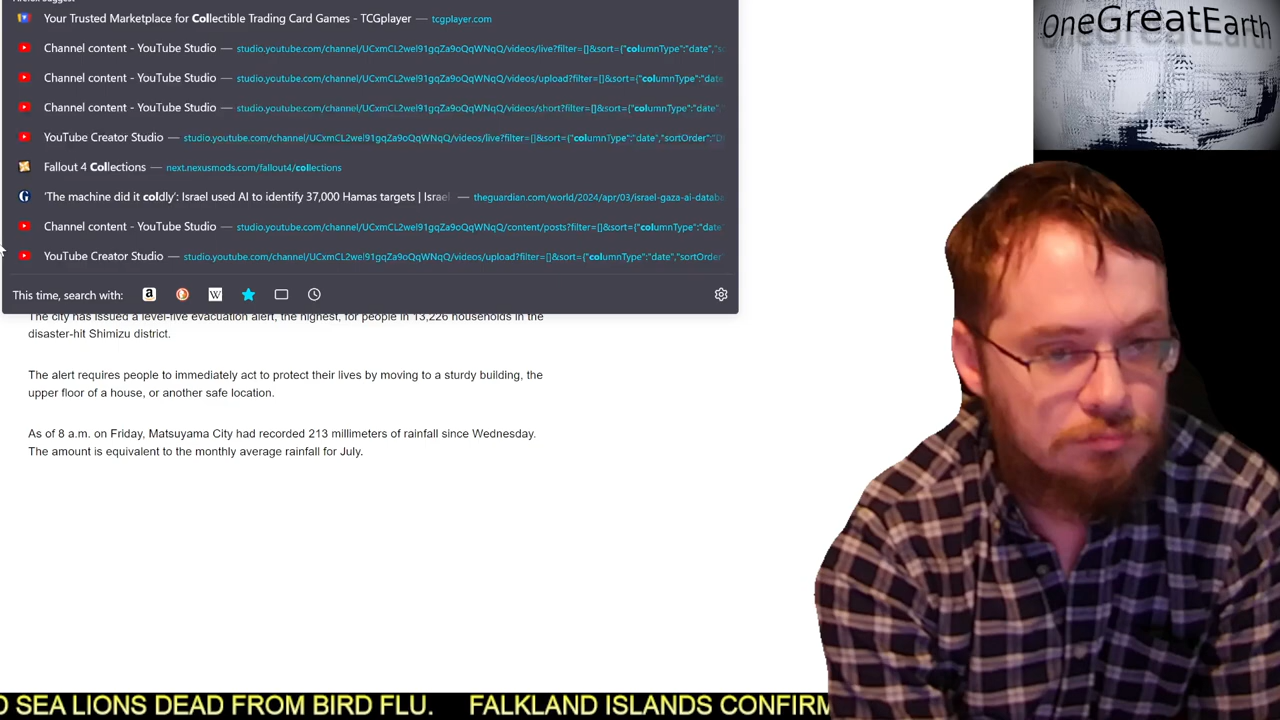 Your Trusted Marketplace for Collectible Trading Card Games - TCGplayer — tcgplayer.com
Channel content - YouTube Studio — studio.youtube.com/channel/UCxmCL2wel91gqZa9oQqWNqQ/videos/live?filter=[]&sort={"columnType":"date","s
Channel content - YouTube Studio — studio.youtube.com/channel/UCxmCL2wel91gqZa9oQqWNqQ/videos/upload?filter=[]&sort={"columnType":"date
Channel content - YouTube Studio — studio.youtube.com/channel/UCxmCL2wel91gqZa9oQqWNqQ/videos/short?filter=[]&sort={"columnType":"date".
YouTube Creator Studio — studio.youtube.com/channel/UCxmCL2wel91gqZa9oQqWNqQ/videos/live?filter=[]&sort={"columnType":"date","sortOrder":"D
Fallout 4 Collections — next.nexusmods.com/fallout4/collections
'The machine did it coldly': Israel used AI to identify 37,000 Hamas targets | Israel — theguardian.com/world/2024/apr/03/israel-gaza-ai-databa
Channel content - YouTube Studio — studio.youtube.com/channel/UCxmCL2wel91gqZa9oQqWNqQ/content/posts?filter=[]&sort={"columnType":"date"
YouTube Creator Studio — studio.youtube.com/channel/UCxmCL2wel91gqZa9oQqWNqQ/videos/upload?filter=[]&sort={"columnType":"date","sortOrder"
This time, search with:
The city has issued a level-five evacuation alert, the highest, for people in 13,226 households in the
disaster-hit Shimizu district.
The alert requires people to immediately act to protect their lives by moving to a sturdy building, the
upper floor of a house, or another safe location.
As of 8 a.m. on Friday, Matsuyama City had recorded 213 millimeters of rainfall since Wednesday.
The amount is equivalent to the monthly average rainfall for July.
OneGreatEarth
D SEA LIONS DEAD FROM BIRD FLU. FALKLAND ISLANDS CONFIRM